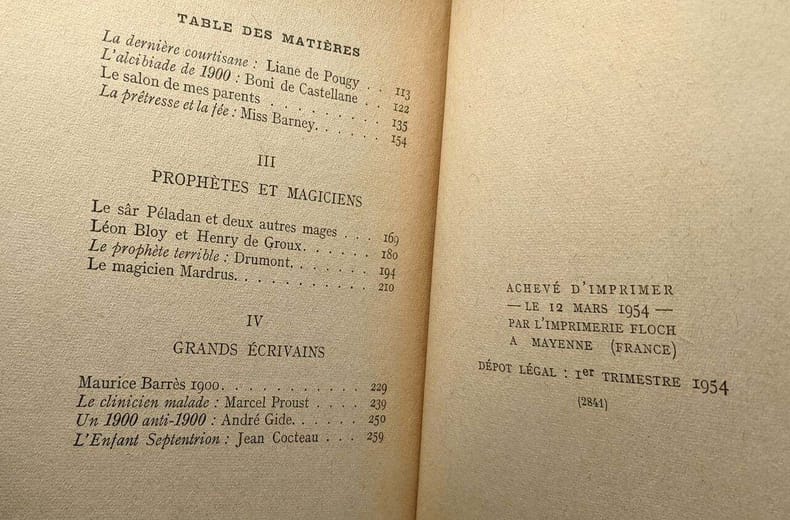 TABLE DES MATIÈRES
La dernière courtisane : Liane de Pougy . . 113
L'alcibiade de 1900 : Boni de Castellane . . 122
Le salon de mes parents . . . . . . . . 135
La prêtresse et la fée : Miss Barney. . . . . . 154
III
PROPHÈTES ET MAGICIENS
Le sâr Péladan et deux autres mages . . . 169
Léon Bloy et Henry de Groux. . . . . . 180
Le prophète terrible : Drumont. . . . . . . 194
Le magicien Mardrus. . . . . . . . . . . 210
IV
GRANDS ÉCRIVAINS
Maurice Barrès 1900. . . . . . . . . . . 229
Le clinicien malade : Marcel Proust . . . . . 239
Un 1900 anti-1900 : André Gide. . . . . . 250
L'Enfant Septentrion : Jean Cocteau . . . 259
ACHEVÉ D'IMPRIMER
— LE 12 MARS 1954 —
PAR L'IMPRIMERIE FLOCH
A MAYENNE (FRANCE)
DÉPOT LÉGAL : 1er TRIMESTRE 1954
(2841)